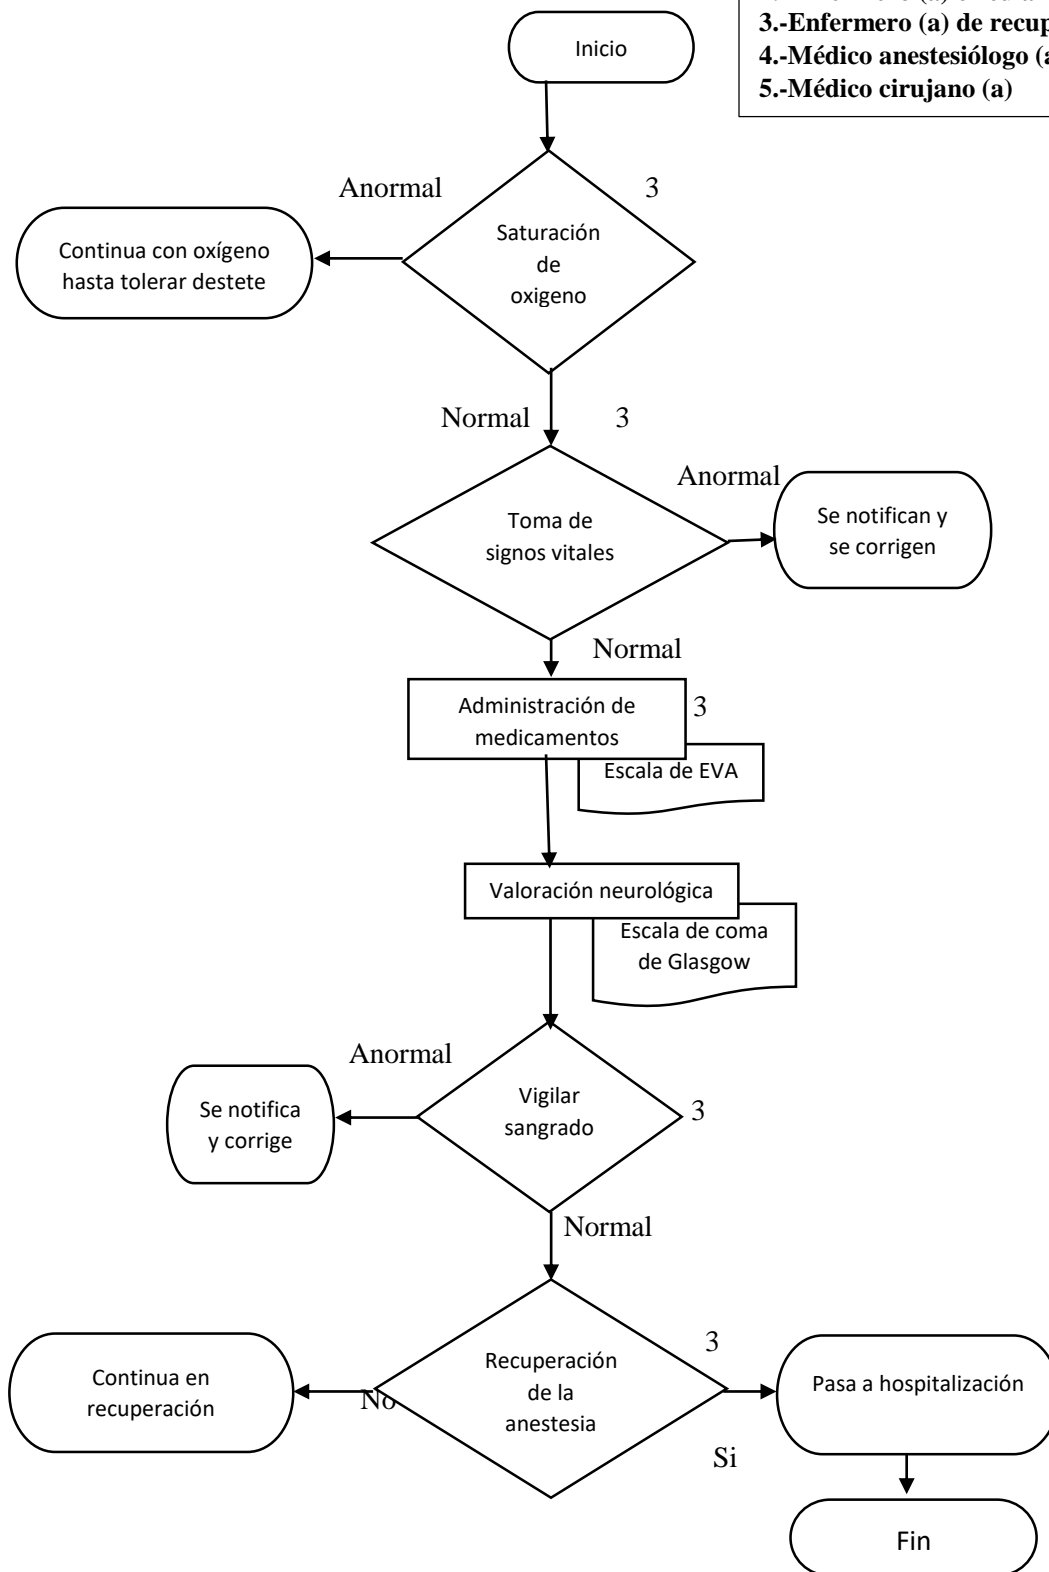 3.-Enfermero (a) de
4.-Médico anestesiólogo
5.-Médico cirujano (a)
Inicio
Anormal
3
Saturación
de
oxigeno
Continua con oxígeno
hasta tolerar destete
Normal
3
Anormal
Toma de
signos vitales
Se notifican y
se corrigen
Normal
Administración de
medicamentos
3
Escala de EVA
Valoración neurológica
Escala de coma
de Glasgow
Anormal
Vigilar
sangrado
3
Se notifica
y corrige
Normal
3
Recuperación
de la
anestesia
Continua en
recuperación
No
Pasa a hospitalización
Si
Fin